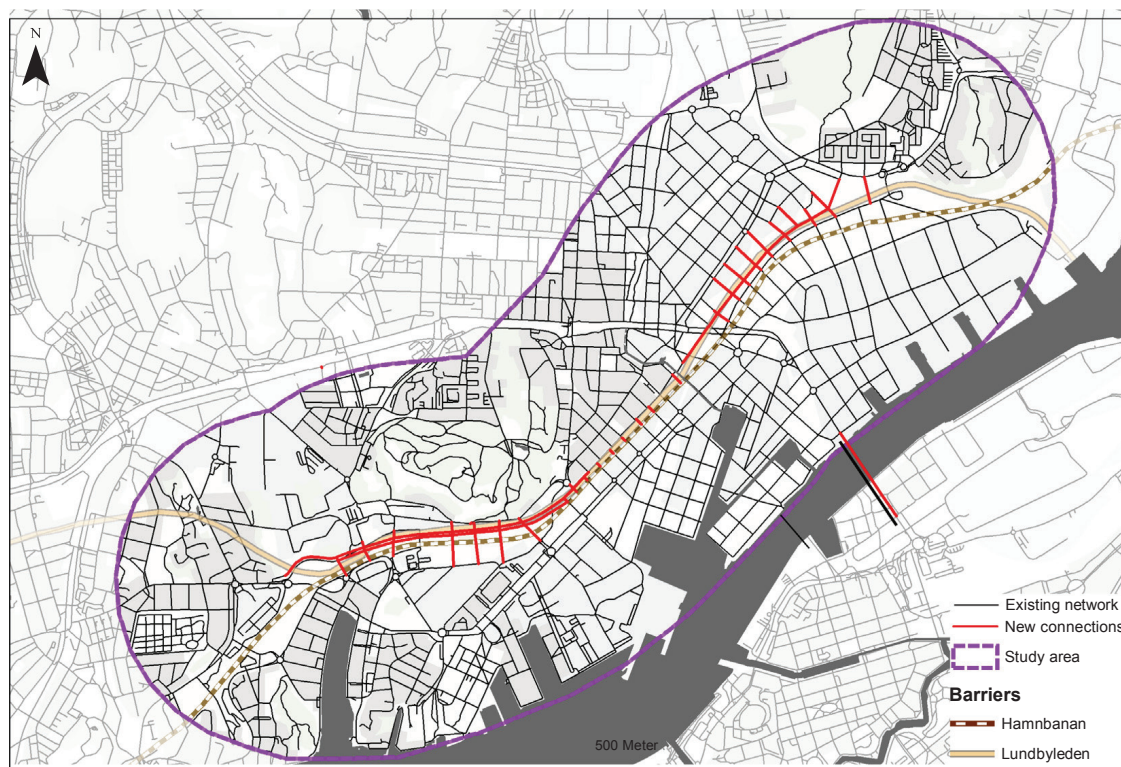 N
Existing network
New connections
Study area
Barriers
Hamnbanan
500 Meter
Lundbyleden